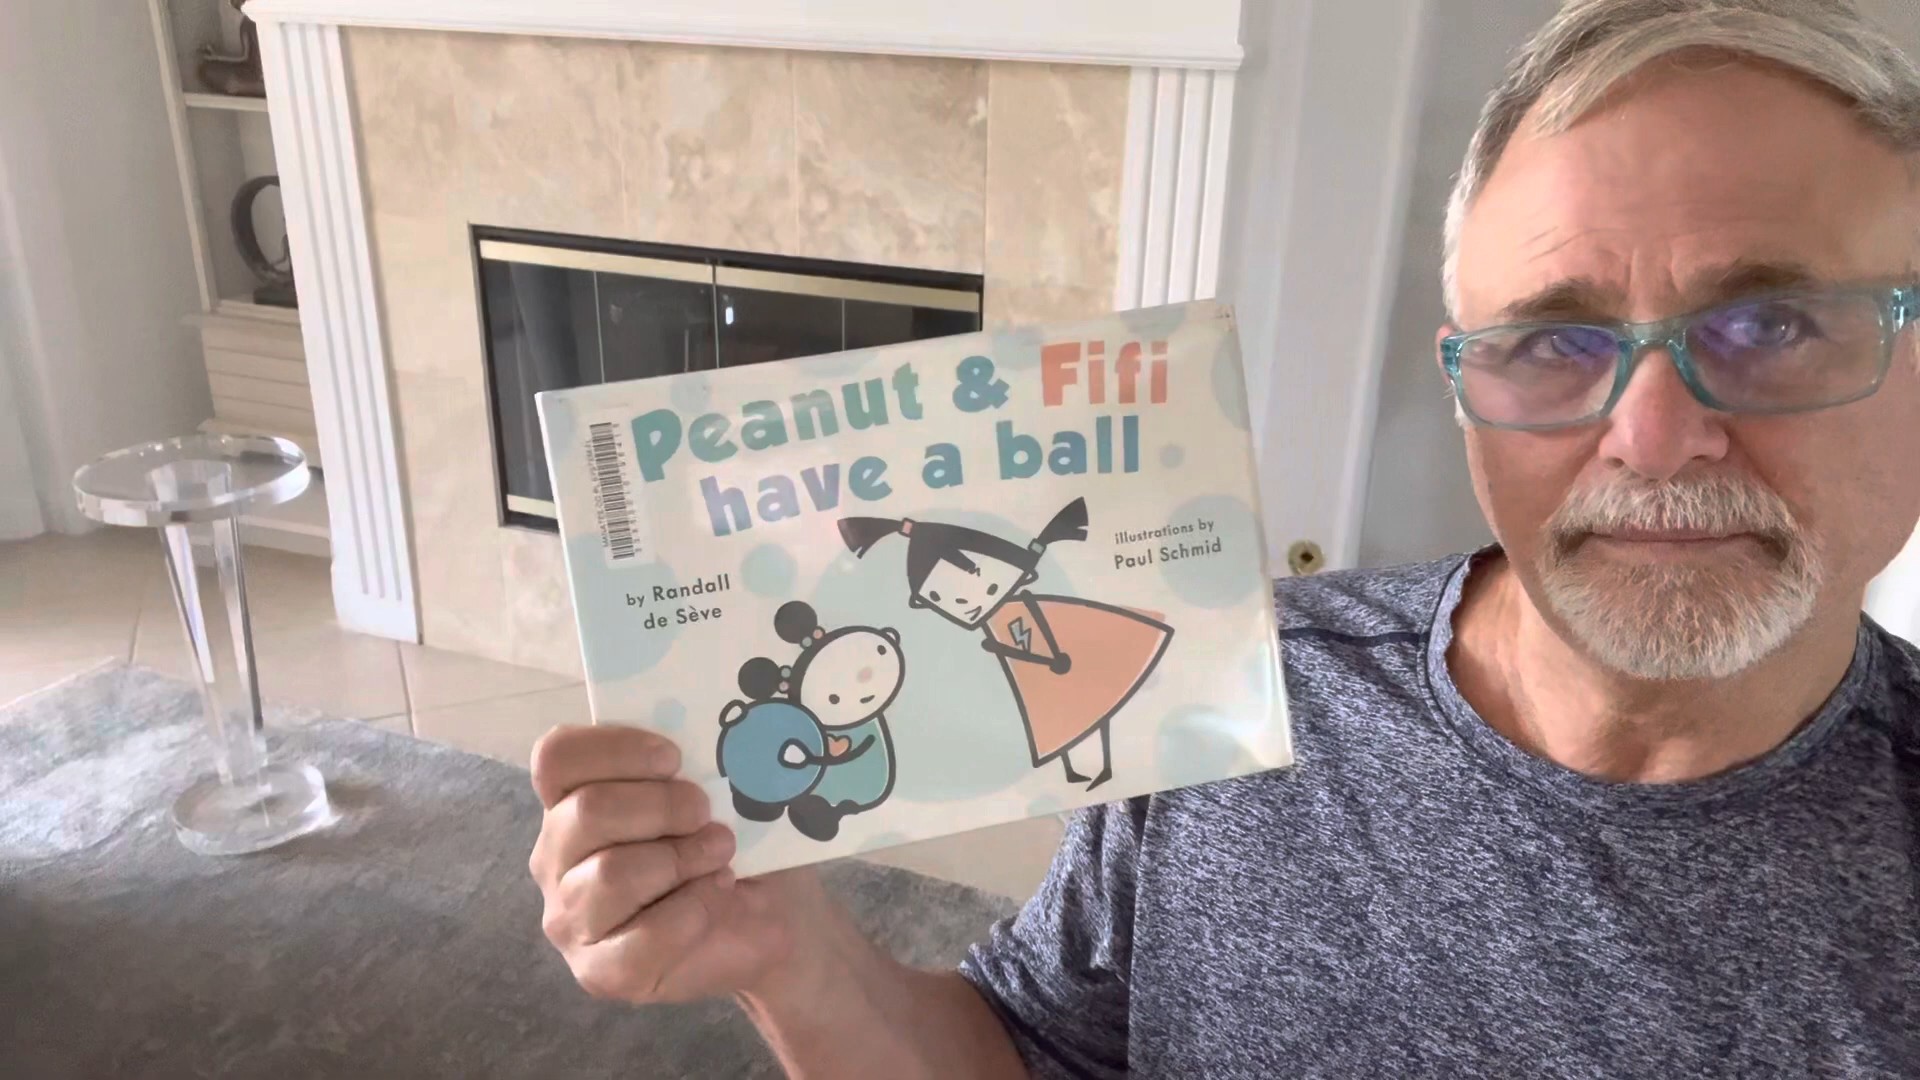 Peanut & Fifi
have a ball
by Randall
de Sève
illustrations by
Paul Schmid